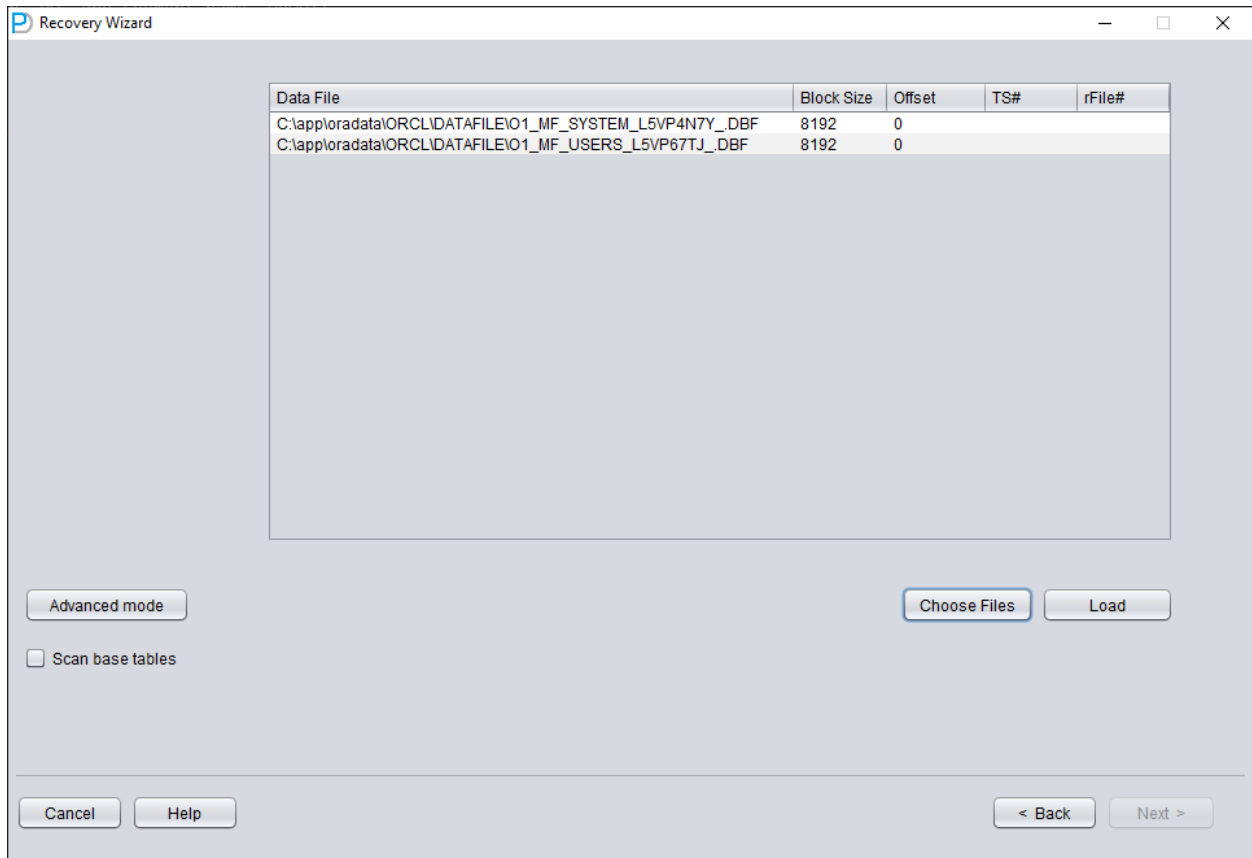 Recovery Wizard
Data File Block Size Offset TS# rFile#
C:\app\oradata\ORCL\DATAFILE\O1_MF_SYSTEM_L5VP4N7Y_.DBF 8192 0
C:\app\oradata\ORCL\DATAFILE\O1_MF_USERS_L5VP67TJ_.DBF 8192 0
Advanced mode Choose Files Load
Scan base tables
Cancel Help < Back Next >